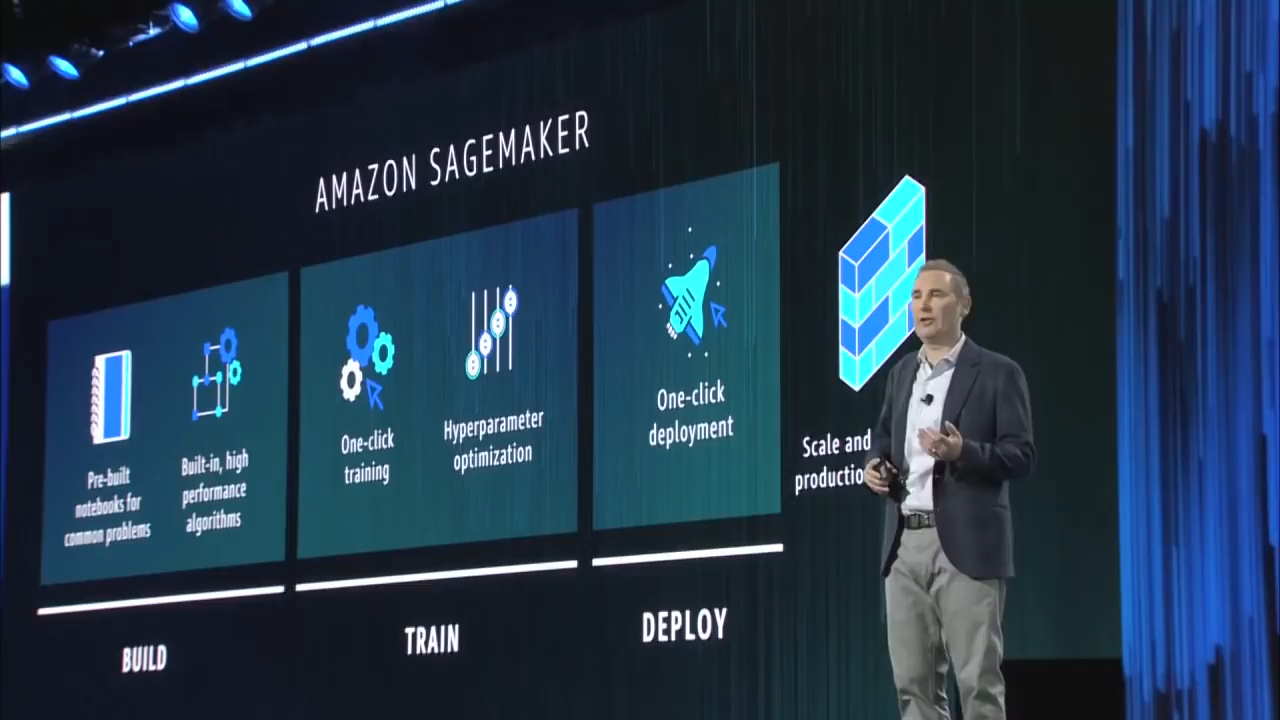 AMAZON SAGEMAKER
Pre-built
notebooks for
common problems
Built-in, high
performance
algorithms
One-click
training
Hyperparameter
optimization
One-click
deployment
Scale and
BUILD
TRAIN
DEPLOY